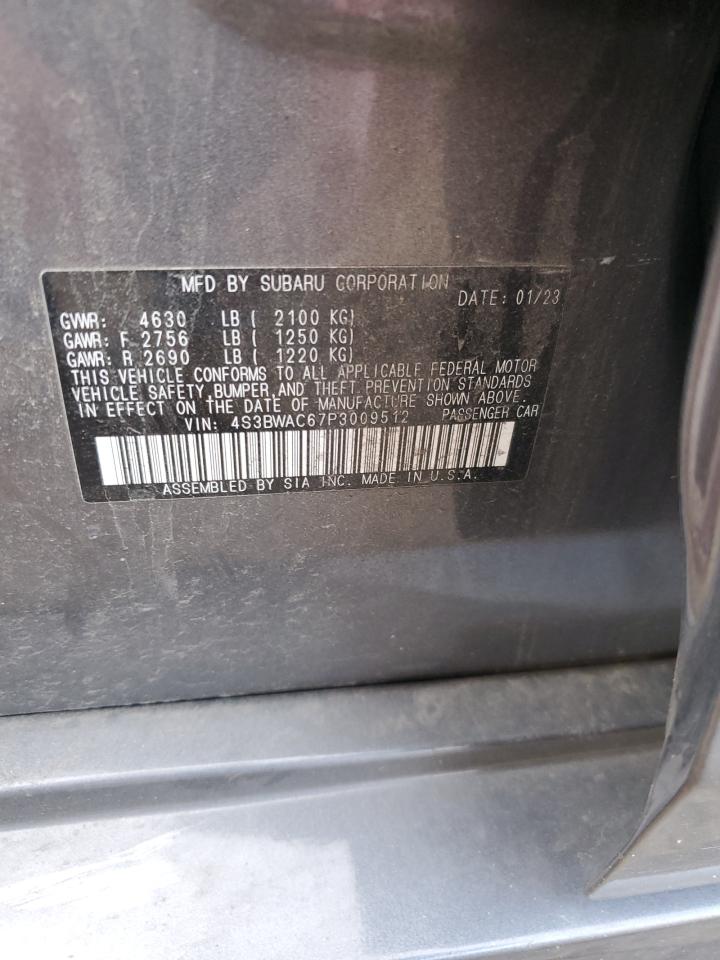 MFD BY SUBARU CORPORATION
DATE: 01/23
GVWR: 4630 LB ( 2100 KG)
GAWR: F 2756 LB ( 1250 KG)
GAWR: R 2690 LB ( 1220 KG)
THIS VEHICLE CONFORMS TO ALL APPLICABLE FEDERAL MOTOR
VEHICLE SAFETY, BUMPER, AND THEFT PREVENTION STANDARDS
IN EFFECT ON THE DATE OF MANUFACTURE SHOWN ABOVE.
VIN: 4S3BWAC67P3009512 PASSENGER CAR
ASSEMBLED BY SIA INC. MADE IN U.S.A.